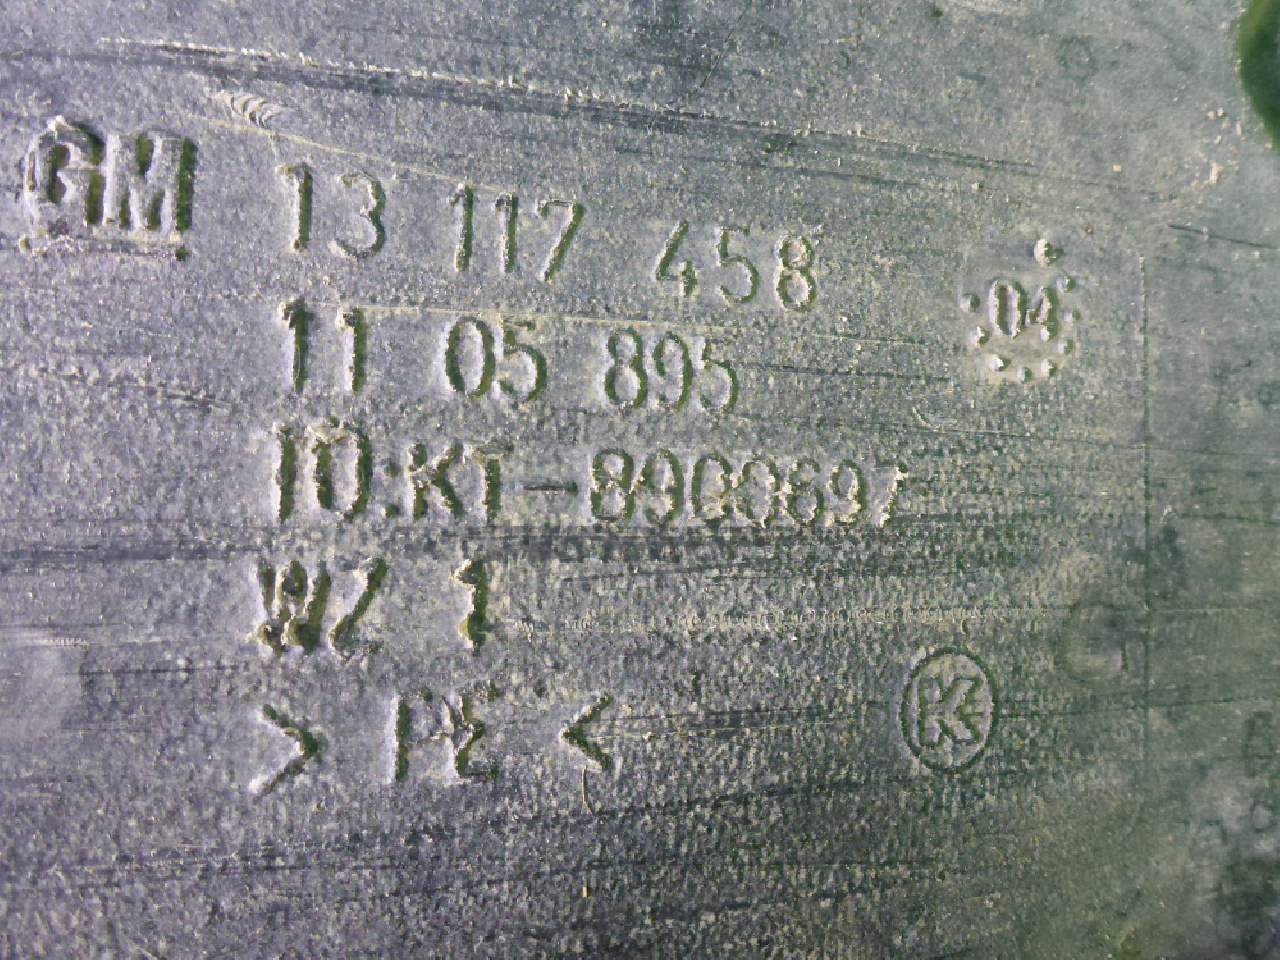 GM 13 117 458
04
11 05 895
ID:KT-8900697
WZ 1
>PE<
K